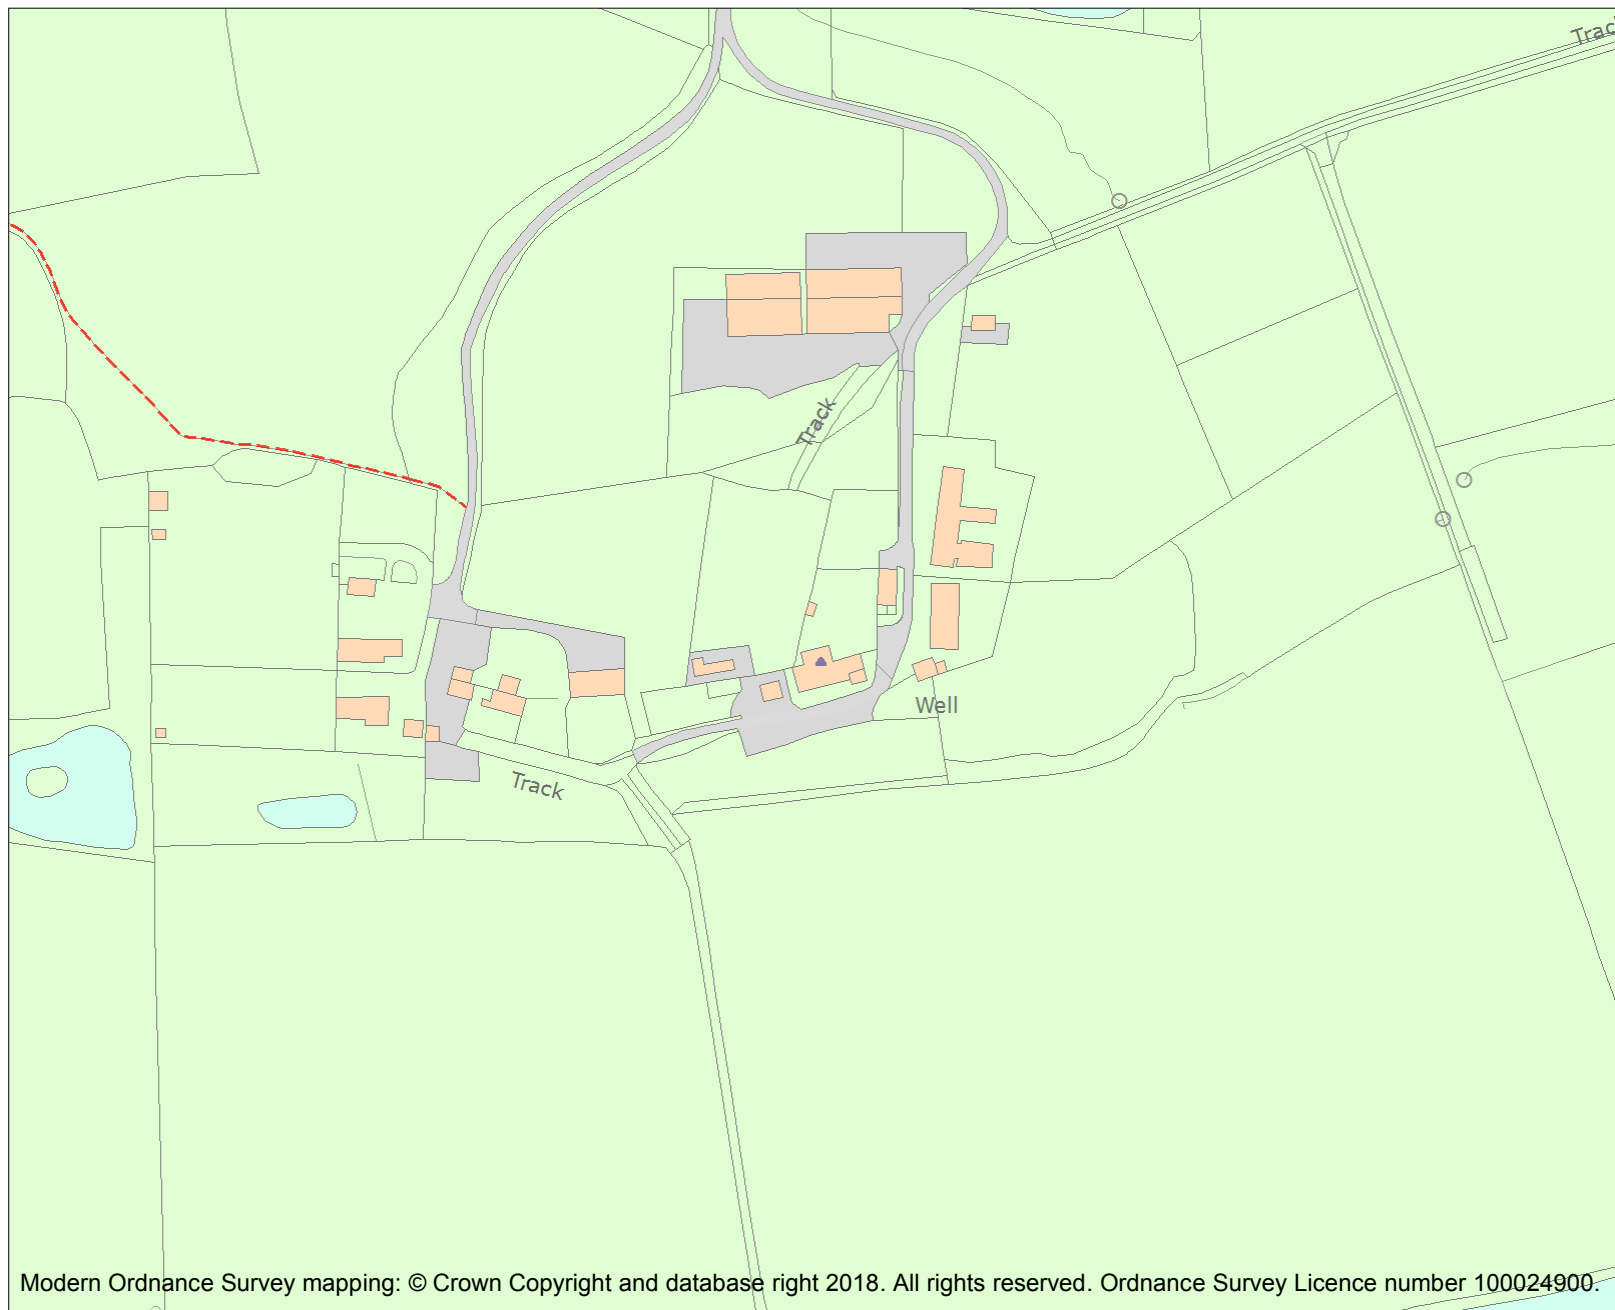 Trac
Track
Well
Track
Modern Ordnance Survey mapping: © Crown Copyright and database right 2018. All rights reserved. Ordnance Survey Licence number 100024900.